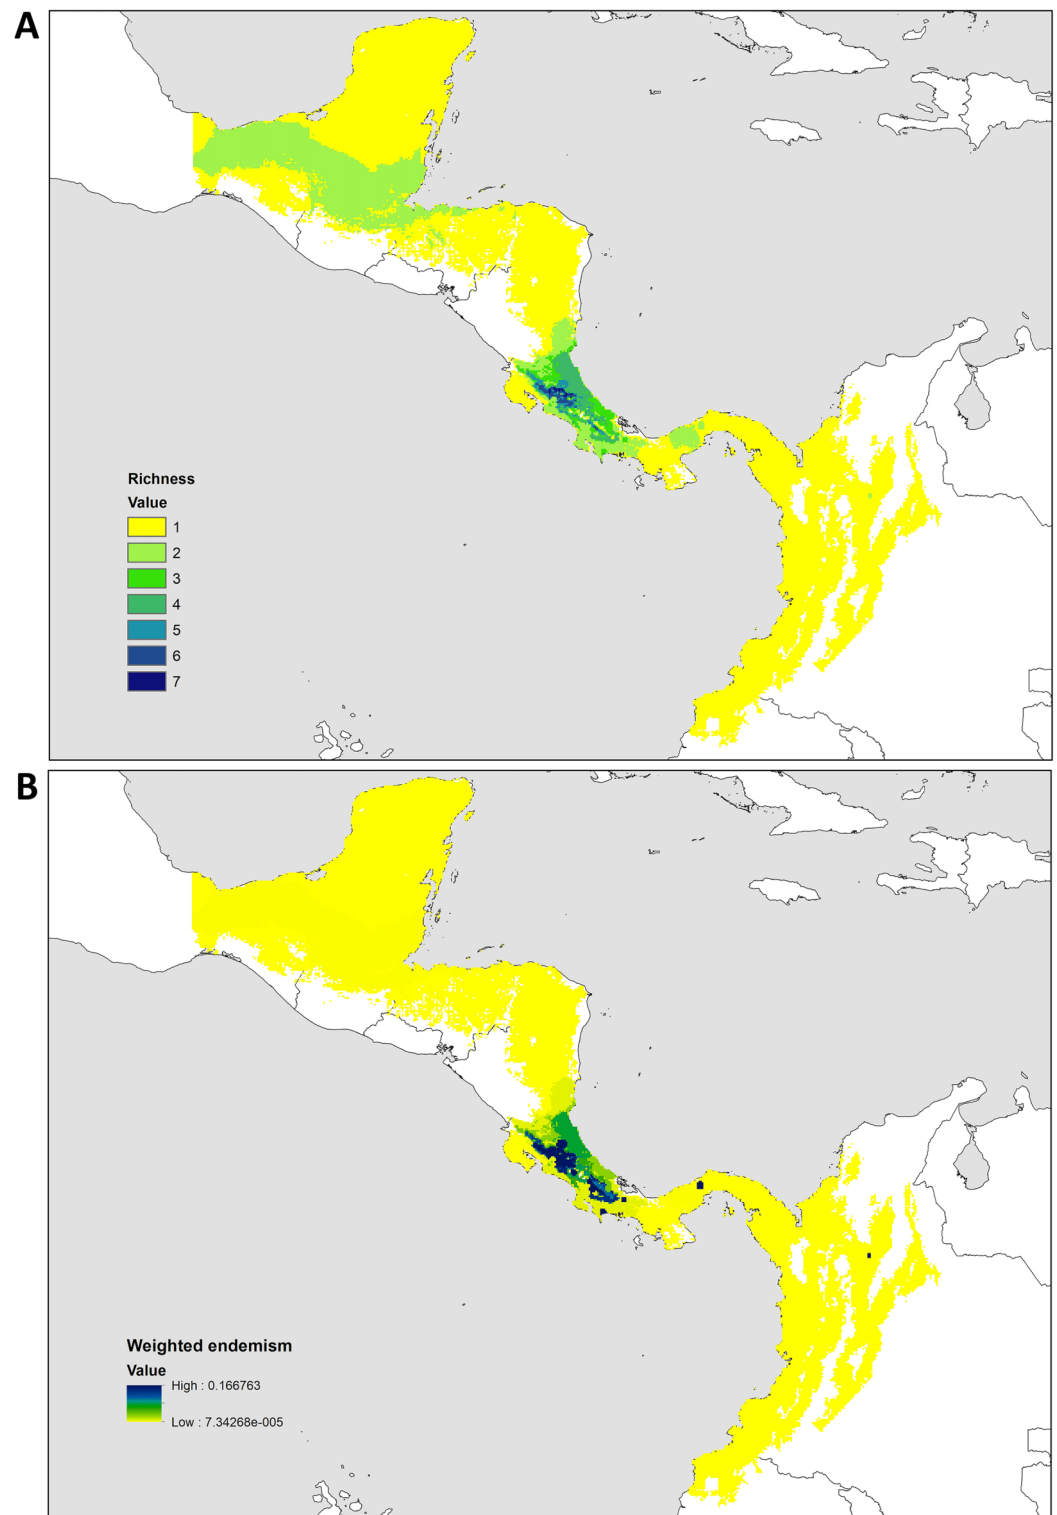 A
Richness
Value
1
2
3
4
5
6
7
B
Weighted endemism
Value
High : 0.166763
Low : 7.34268e-005